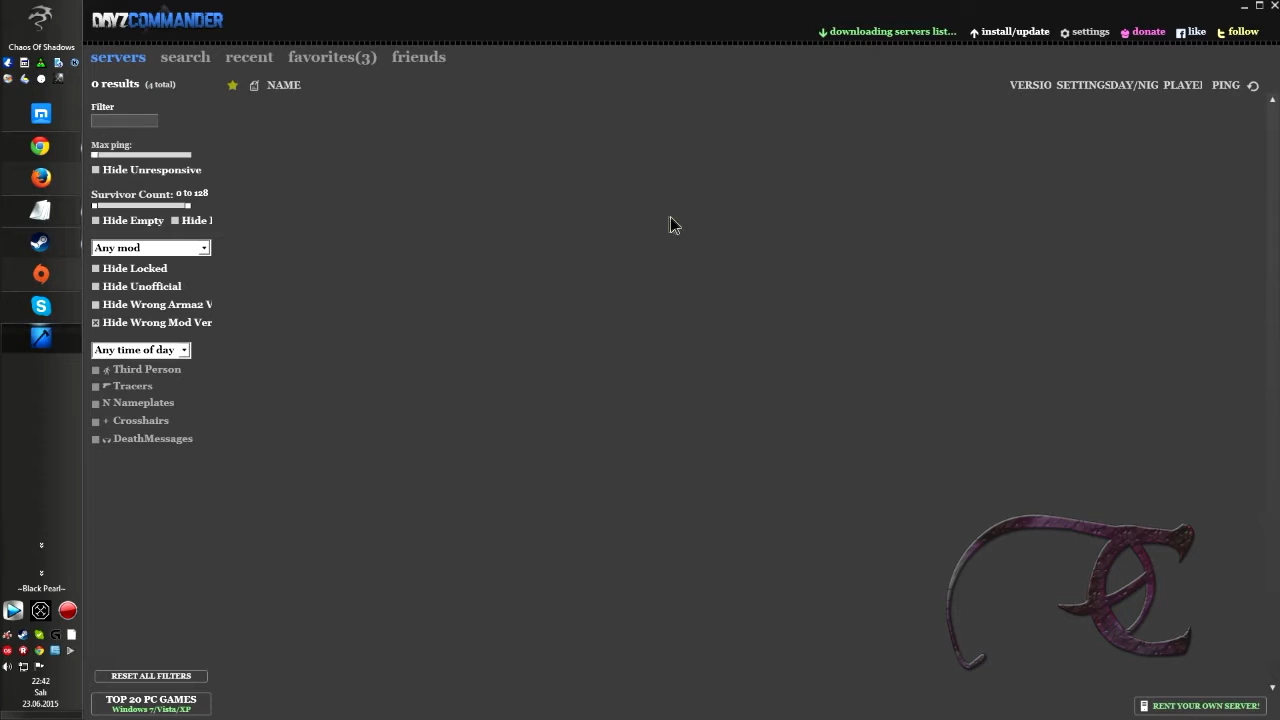 DAYZCOMMANDER
Chaos Of Shadows
downloading servers list... install/update settings donate like follow
servers search recent favorites(3) friends
0 results (4 total)
NAME VERSIO SETTINGS DAY/NIG PLAYEI PING
Filter
Max ping:
Hide Unresponsive
Survivor Count: 0 to 128
Hide Empty Hide
Any mod
Hide Locked
Hide Unofficial
Hide Wrong Arma2 V
Hide Wrong Mod Ver
Any time of day
Third Person
Tracers
N Nameplates
Crosshairs
DeathMessages
~Black Pearl~
RESET ALL FILTERS
TOP 20 PC GAMES
Windows 7/Vista/XP
RENT YOUR OWN SERVER!
22:42
Salı
23.06.2015